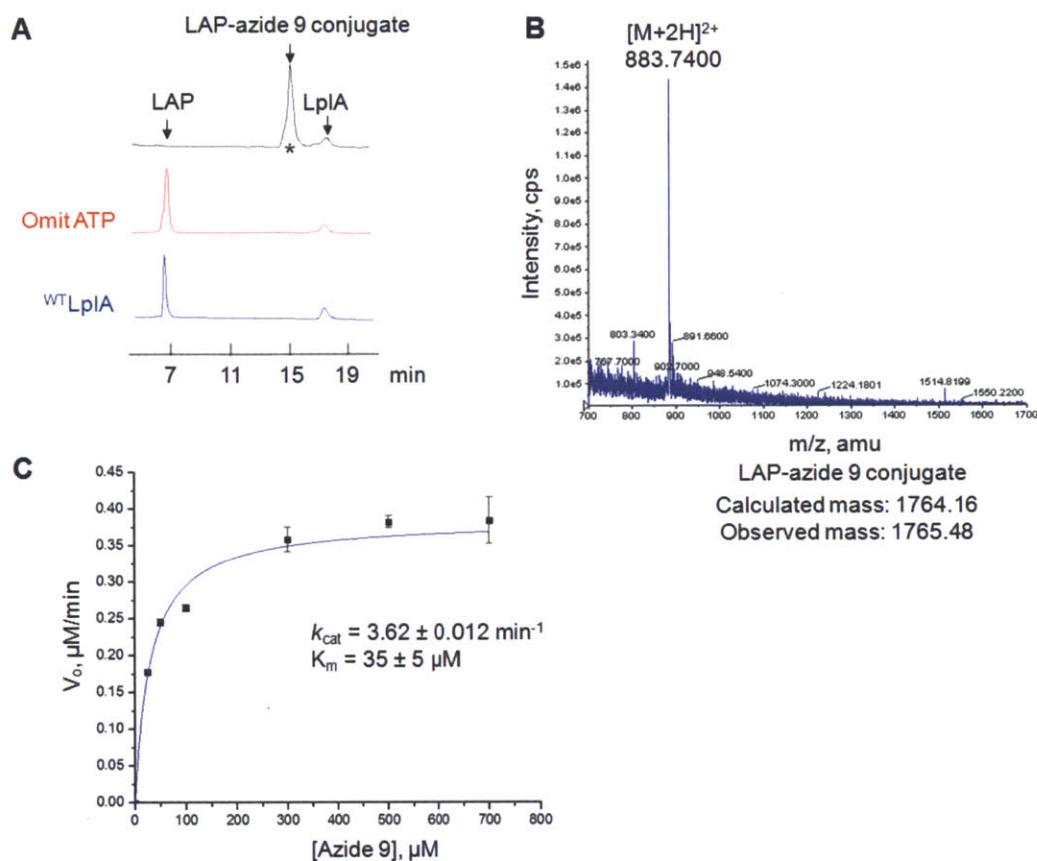 A
LAP-azide 9 conjugate
LAP
LplA
*
Omit ATP
WTLplA
7 15 19 min
B
[M+2H]2+
883.7400
Intensity, cps
1.5e6
1.4e6
1.3e6
1.2e6
1.1e6
1.0e6
9.0e5
8.0e5
7.0e5
6.0e5
5.0e5
4.0e5
3.0e5
2.0e5
1.0e5
803.3400
891.6600
767.7000
902.7000
948.5400
1074.3000
1224.1801
1514.8199
1550.2200
700 800 900 1000 1100 1200 1300 1400 1500 1600 1700
m/z, amu
LAP-azide 9 conjugate
Calculated mass: 1764.16
Observed mass: 1765.48
C
V0, µM/min
0.45
0.40
0.35
0.30
0.25
0.20
0.15
0.10
0.05
0.00
kcat = 3.62 ± 0.012 min-1
Km = 35 ± 5 µM
0 100 200 300 400 500 600 700 800
[Azide 9], µM